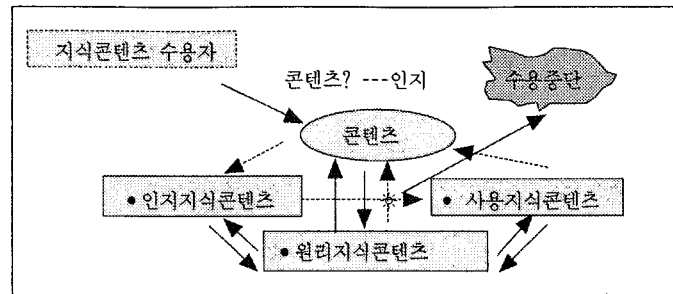 지식콘텐츠 수용자
콘텐츠? ---인지
수용중단
콘텐츠
• 인지지식콘텐츠
• 사용지식콘텐츠
• 원리지식콘텐츠